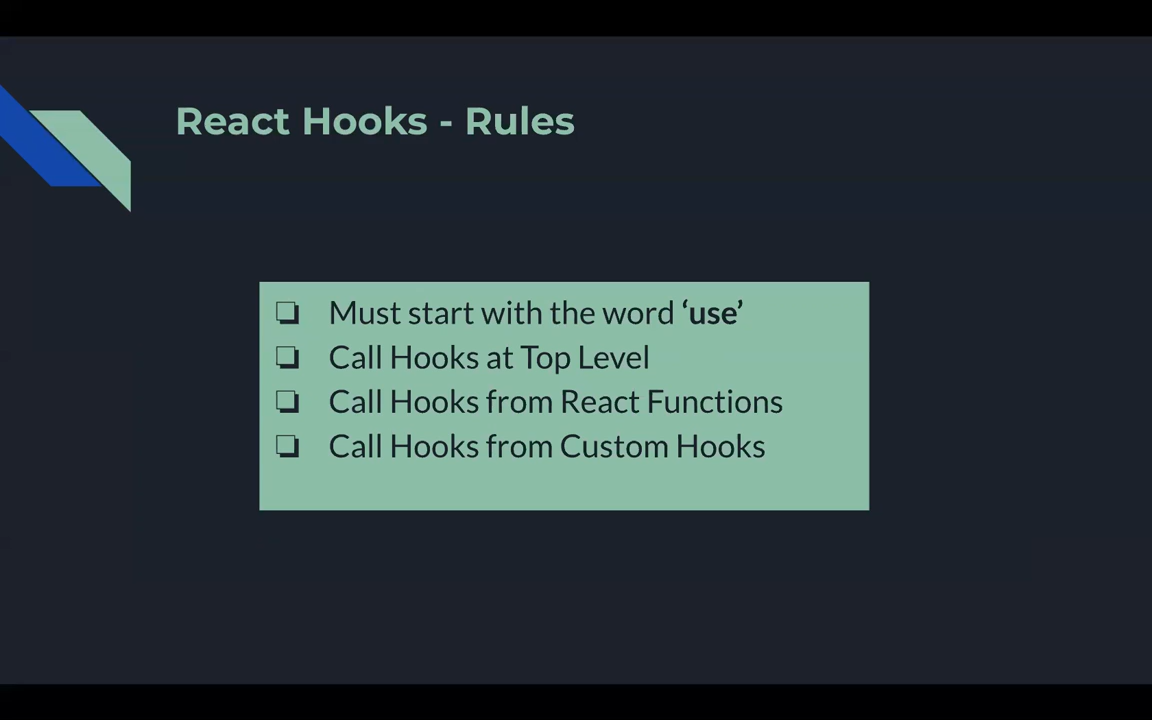 React Hooks - Rules
❏ Must start with the word ‘use’
❏ Call Hooks at Top Level
❏ Call Hooks from React Functions
❏ Call Hooks from Custom Hooks